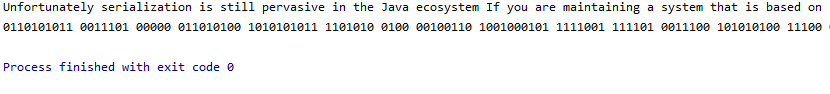 Unfortunately serialization is still pervasive in the Java ecosystem If you are maintaining a system that is based on
0110101011 0011101 00000 011010100 1010101011 1101010 0100 00100110 1001000101 1111001 111101 0011100 101010100 11100
Process finished with exit code 0